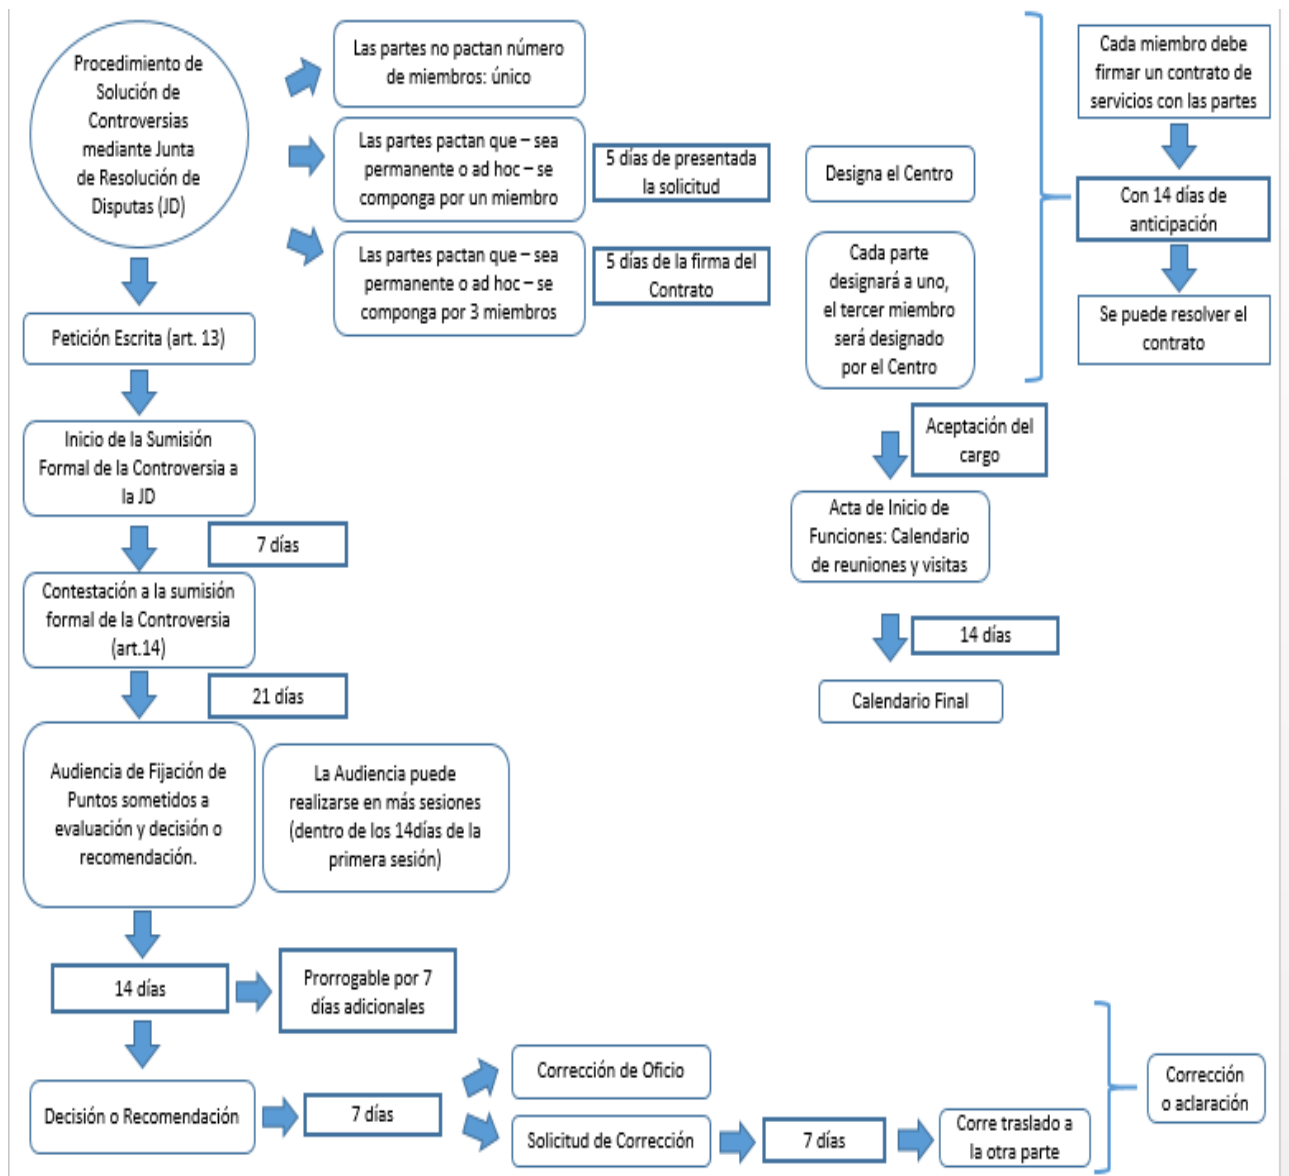 Procedimiento de
Solución de
Controversias
mediante Junta
de Resolución de
Disputas (JD)
Las partes no pactan número
de miembros: único
Las partes pactan que – sea
permanente o ad hoc – se
componga por un miembro
5 días de presentada
la solicitud
Designa el Centro
Las partes pactan que – sea
permanente o ad hoc – se
componga por 3 miembros
5 días de la firma del
Contrato
Cada parte
designará a uno,
el tercer miembro
será designado
por el Centro
Cada miembro debe
firmar un contrato de
servicios con las partes
Con 14 días de
anticipación
Se puede resolver el
contrato
Aceptación del
cargo
Acta de Inicio de
Funciones: Calendario
de reuniones y visitas
14 días
Calendario Final
Petición Escrita (art. 13)
Inicio de la Sumisión
Formal de la Controversia a
la JD
7 días
Contestación a la sumisión
formal de la Controversia
(art.14)
21 días
Audiencia de Fijación de
Puntos sometidos a
evaluación y decisión o
recomendación.
La Audiencia puede
realizarse en más sesiones
(dentro de los 14días de la
primera sesión)
14 días
Prorrogable por 7
días adicionales
Decisión o Recomendación
7 días
Corrección de Oficio
Solicitud de Corrección
7 días
Corre traslado a
la otra parte
Corrección
o aclaración